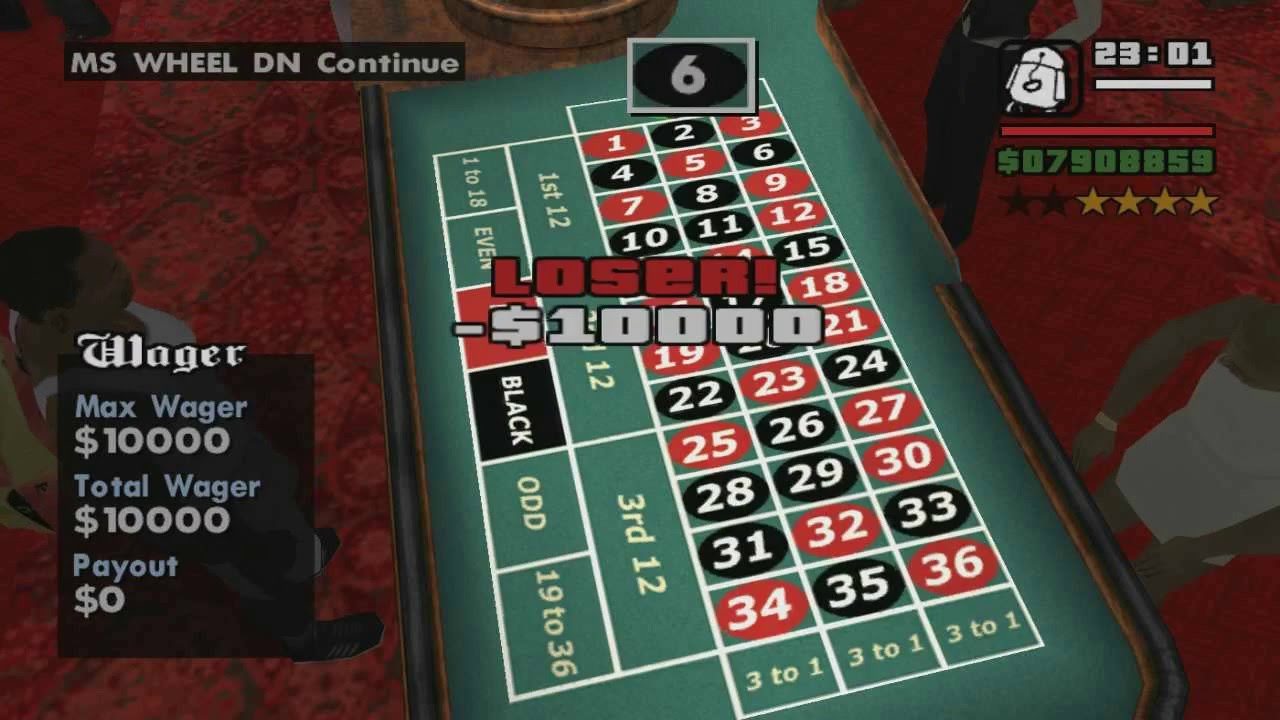 MS WHEEL DN Continue
6
23:01
$07908859
LOSER!
-$10000
Wager
Max Wager
$10000
Total Wager
$10000
Payout
$0
1 to 18
EVEN
BLACK
ODD
19 to 36
1st 12
12
3rd 12
1 2 3
4 5 6
7 8 9
10 11 12
15
18
19 21
22 23 24
25 26 27
28 29 30
31 32 33
34 35 36
3 to 1 3 to 1 3 to 1